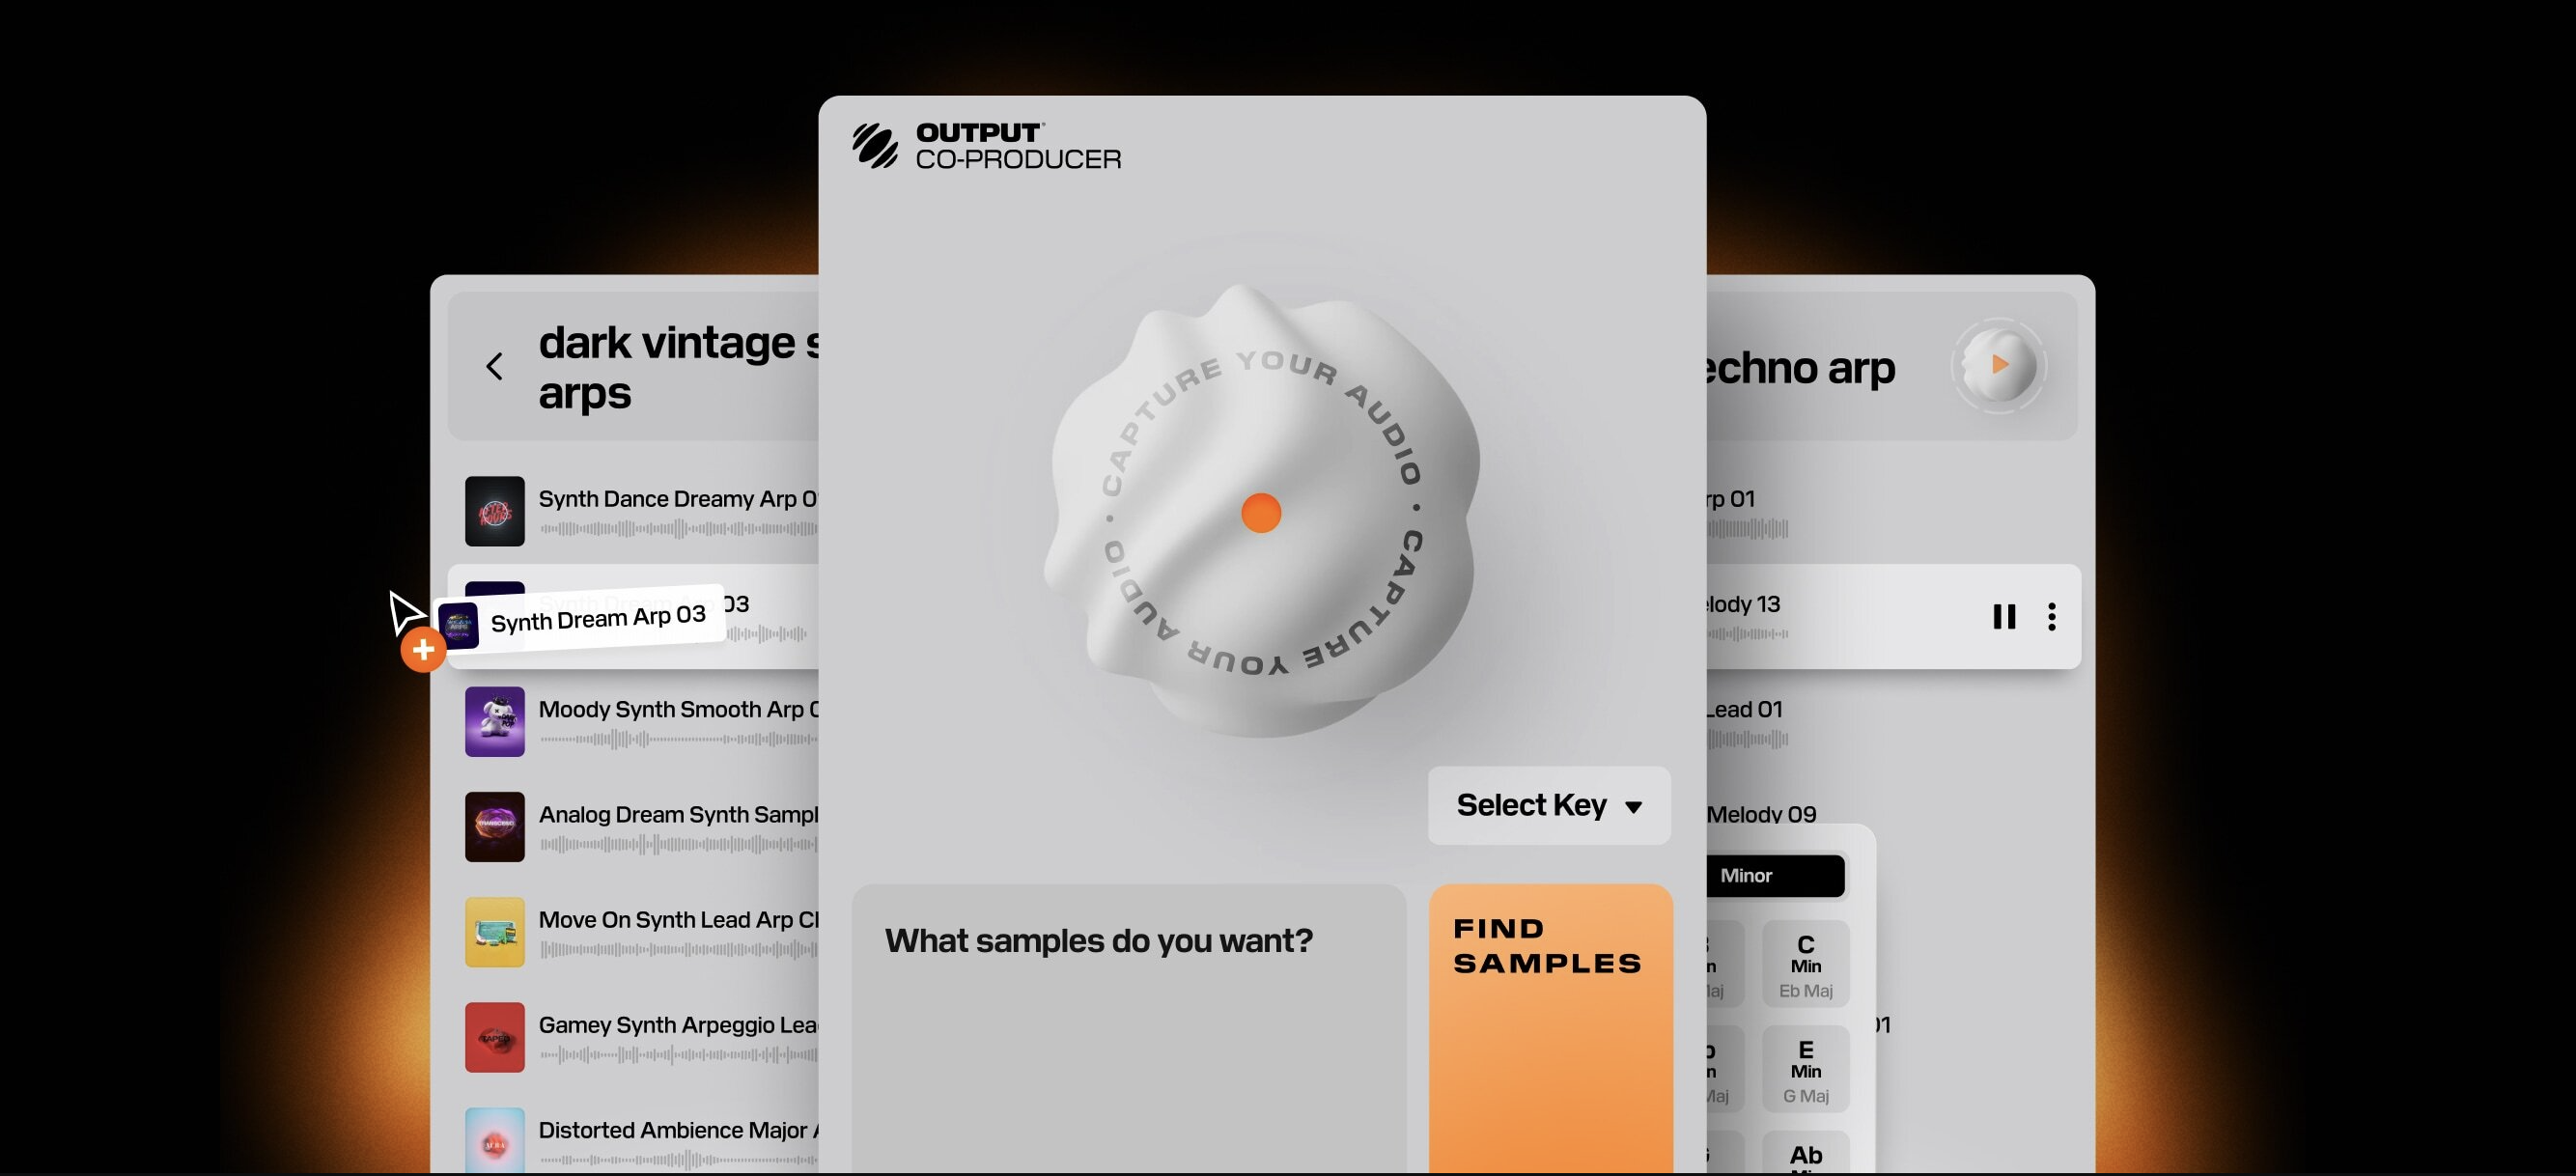 OUTPUT
CO-PRODUCER
dark vintage s
arps
Synth Dance Dreamy Arp 0
Synth Dream Arp 03
03
Moody Synth Smooth Arp 0
Analog Dream Synth Sampl
Move On Synth Lead Arp Cl
Gamey Synth Arpeggio Lea
Distorted Ambience Major A
CAPTURE YOUR AUDIO · CAPTURE YOUR AUDIO ·
Select Key
What samples do you want?
FIND
SAMPLES
echno arp
rp 01
elody 13
Lead 01
Melody 09
Minor
C
Min
Eb Maj
E
Min
G Maj
Ab
01